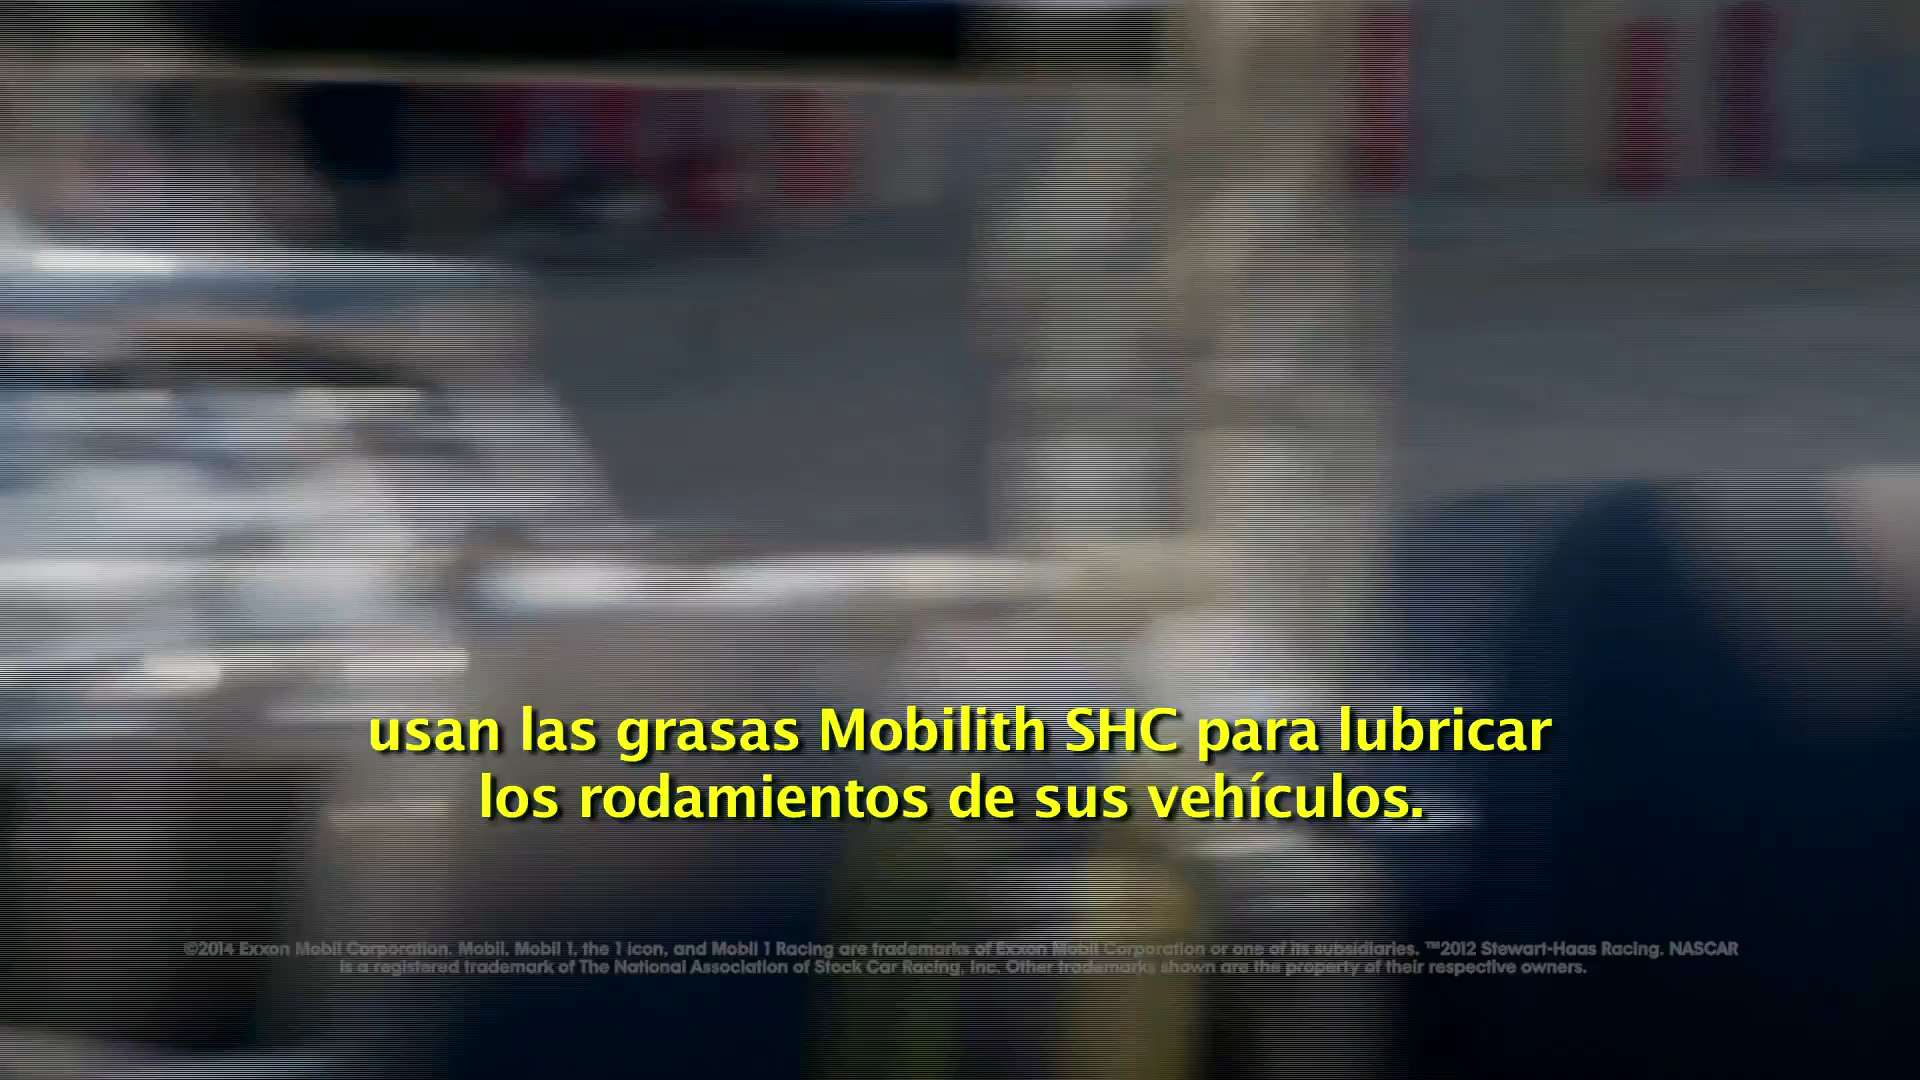 usan las grasas Mobilith SHC para lubricar
los rodamientos de sus vehículos.
©2014 Exxon Mobil Corporation. Mobil, Mobil 1, the 1 icon, and Mobil 1 Racing are trademarks of Exxon Mobil Corporation or one of its subsidiaries. ™2012 Stewart-Haas Racing. NASCAR
is a registered trademark of The National Association of Stock Car Racing, Inc. Other trademarks shown are the property of their respective owners.